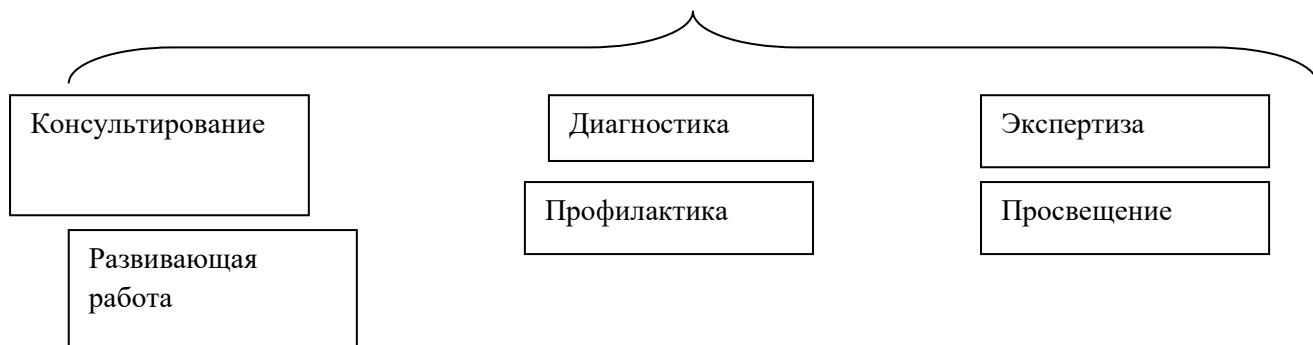 Консультирование
Диагностика
Экспертиза
Профилактика
Просвещение
Развивающая
работа